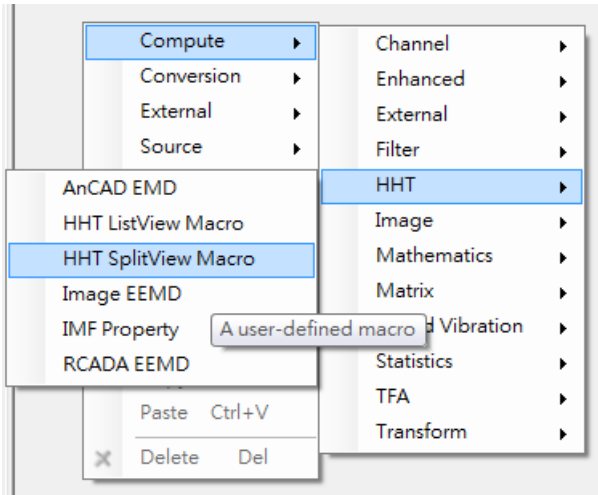 Compute
Conversion
External
Source
Paste Ctrl+V
Delete Del
Channel
Enhanced
External
Filter
HHT
Image
Mathematics
Matrix
Vibration
Statistics
TFA
Transform
AnCAD EMD
HHT ListView Macro
HHT SplitView Macro
Image EEMD
IMF Property
RCADA EEMD
A user-defined macro